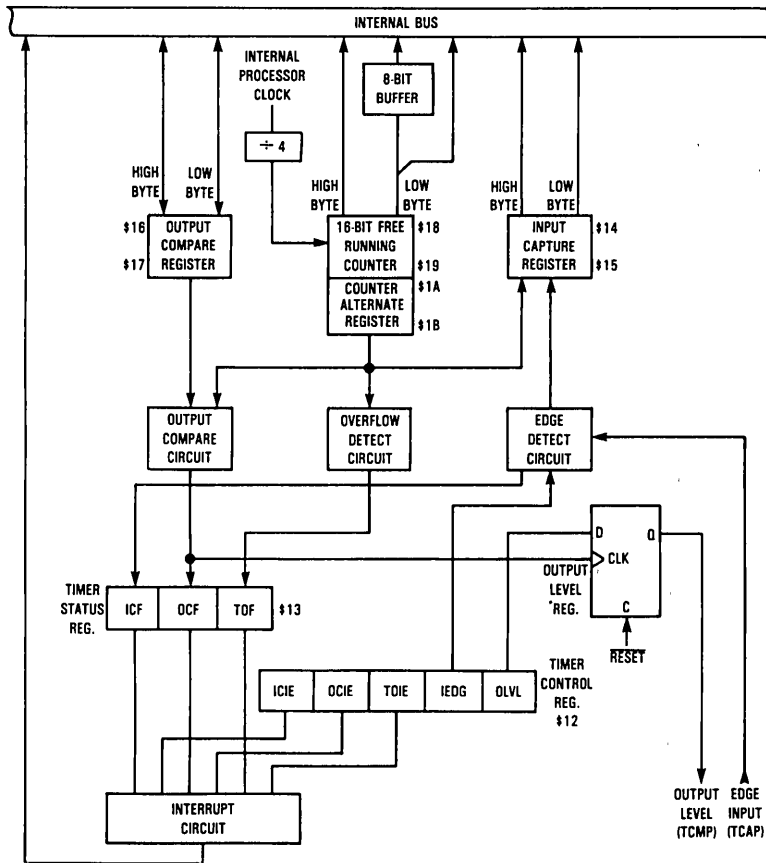 INTERNAL BUS
INTERNAL
PROCESSOR
CLOCK
8-BIT
BUFFER
÷ 4
HIGH
BYTE
LOW
BYTE
HIGH
BYTE
LOW
BYTE
HIGH
BYTE
LOW
BYTE
$16
$17
OUTPUT
COMPARE
REGISTER
16-BIT FREE
RUNNING
COUNTER
$18
$19
COUNTER
ALTERNATE
REGISTER
$1A
$1B
INPUT
CAPTURE
REGISTER
$14
$15
OUTPUT
COMPARE
CIRCUIT
OVERFLOW
DETECT
CIRCUIT
EDGE
DETECT
CIRCUIT
D Q
CLK
C
OUTPUT
LEVEL
REG.
RESET
TIMER
STATUS
REG.
ICF OCF TOF $13
ICIE OCIE TOIE IEDG OLVL
TIMER
CONTROL
REG.
$12
INTERRUPT
CIRCUIT
OUTPUT
LEVEL
(TCMP)
EDGE
INPUT
(TCAP)